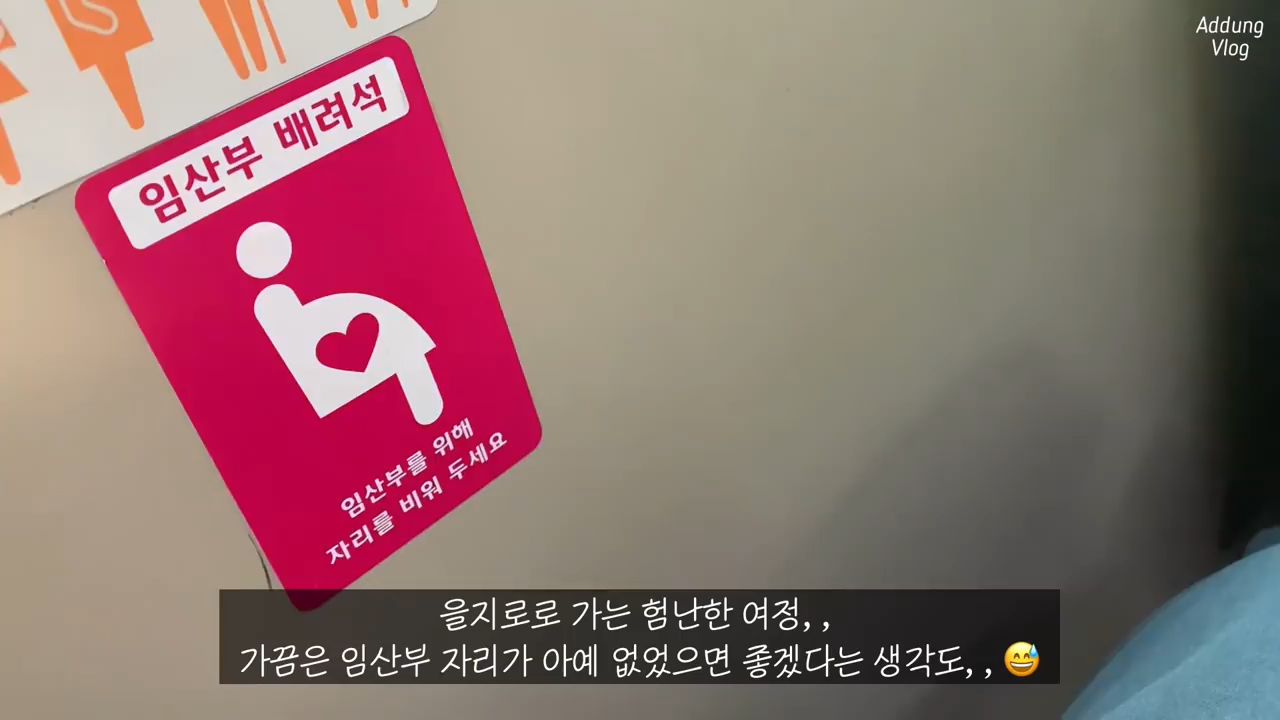 Addung
Vlog
임산부 배려석
임산부를 위해
자리를 비워 두세요
을지로로 가는 험난한 여정, ,
가끔은 임산부 자리가 아예 없었으면 좋겠다는 생각도, , 😅